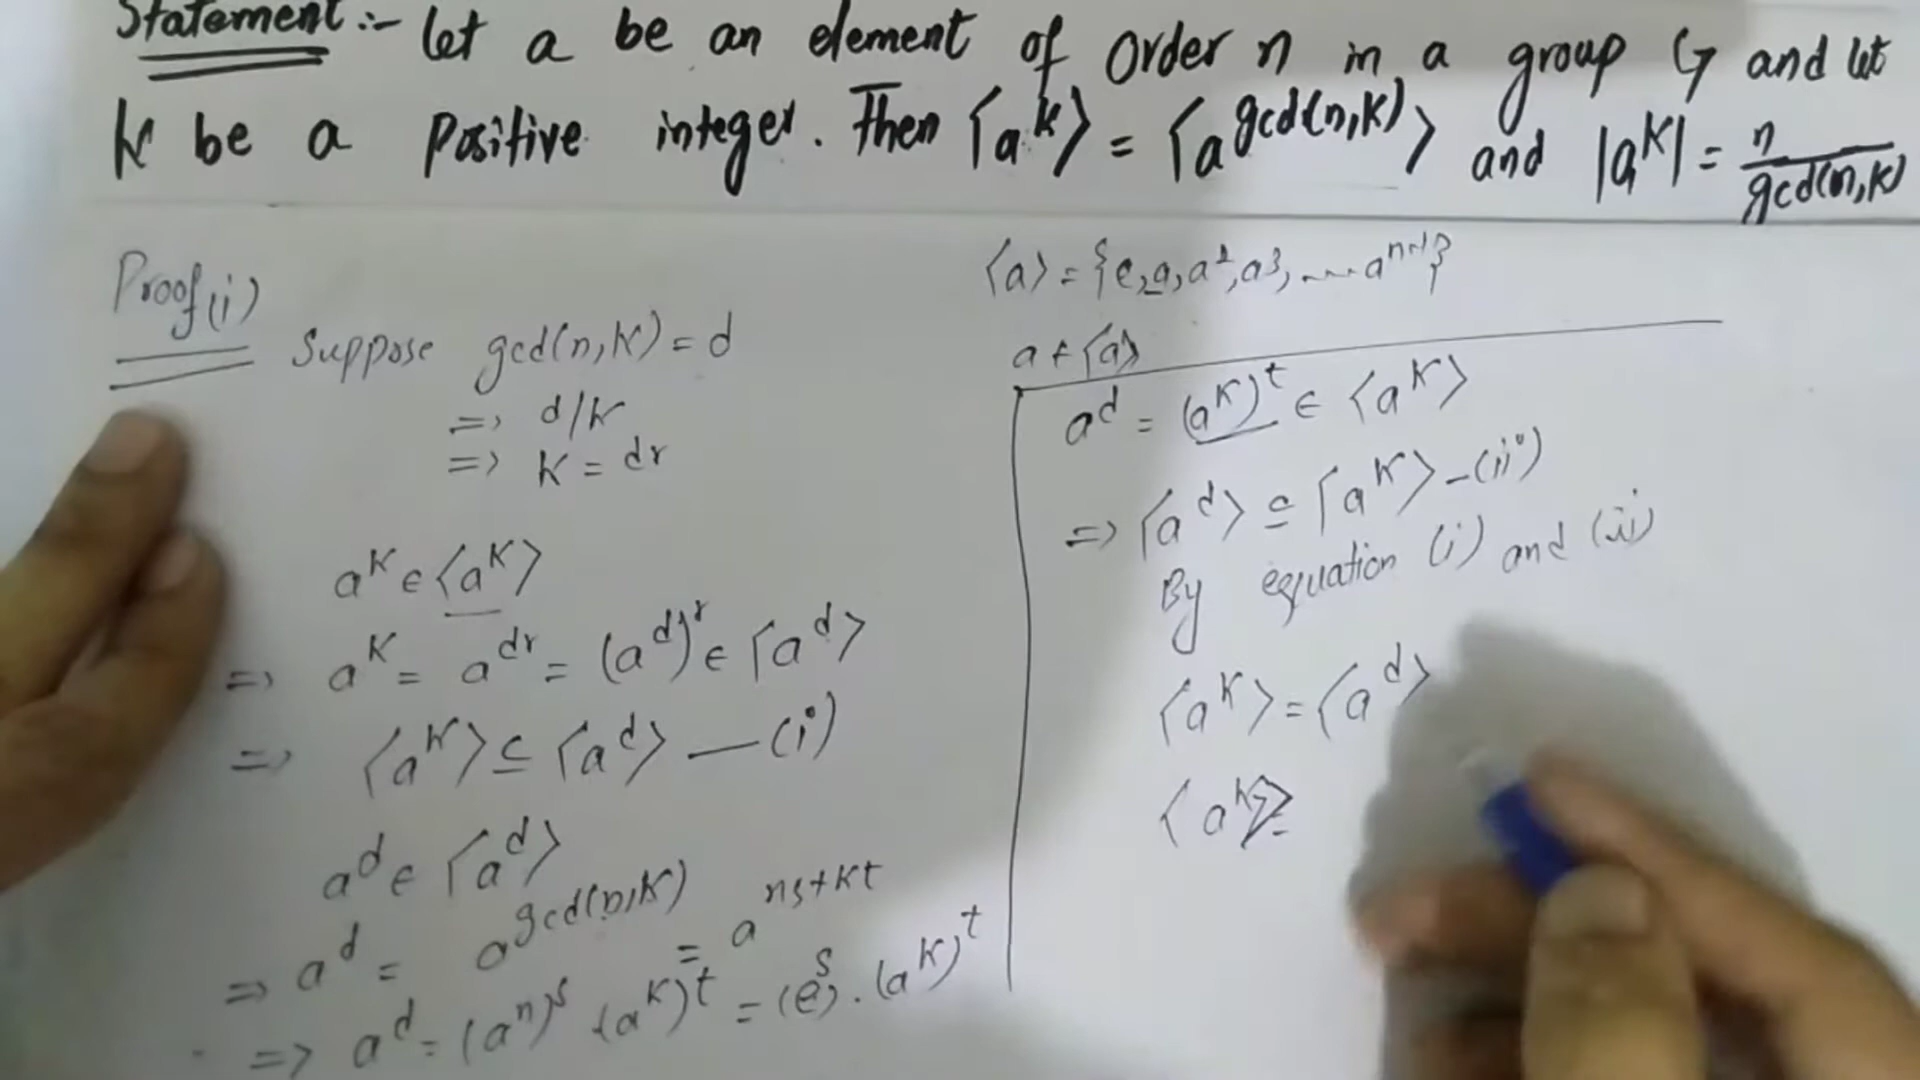 Statement :- let a be an element of Order n in a group G and let
K be a Positive integer. Then ⟨a^k⟩ = ⟨a^gcd(n,K)⟩ and |a^K| = n/gcd(n,K)
Proof (i)
Suppose gcd(n,K) = d
=> d/K
=> K = dr
a^K ∈ ⟨a^K⟩
=> a^K = a^dr = (a^d)^r ∈ ⟨a^d⟩
=> ⟨a^K⟩ ⊆ ⟨a^d⟩ — (i)
a^d ∈ ⟨a^d⟩
=> a^d = a^gcd(n,K) = a^ns+Kt
=> a^d = (a^n)^s · (a^K)^t = (e)^s · (a^K)^t
⟨a⟩ = {e, a, a², a³, .... a^n-1}
a ∈ ⟨a⟩
a^d = (a^K)^t ∈ ⟨a^K⟩
=> ⟨a^d⟩ ⊆ ⟨a^K⟩ – (ii)
By equation (i) and (ii)
⟨a^K⟩ = ⟨a^d⟩
⟨a^K⟩ =